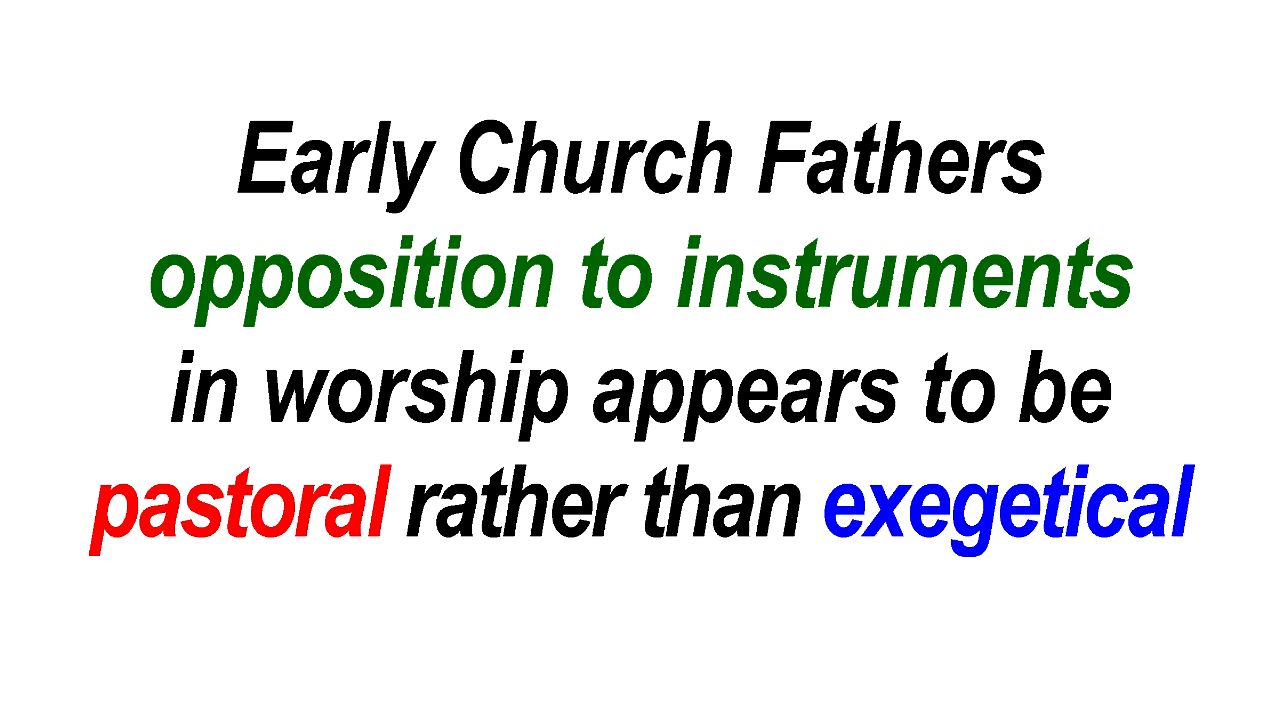 Early Church Fathers
opposition to instruments
in worship appears to be
pastoral rather than exegetical